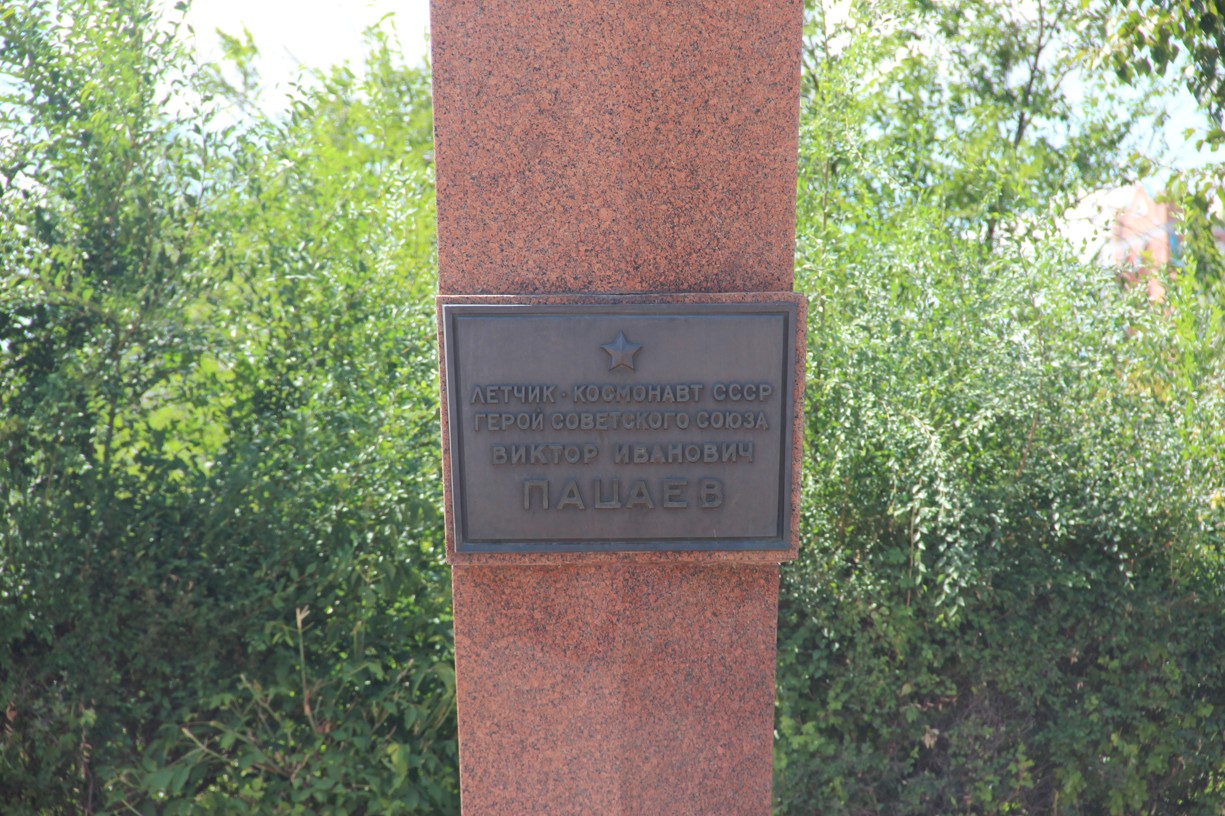 ЛЕТЧИК-КОСМОНАВТ СССР
ГЕРОЙ СОВЕТСКОГО СОЮЗА
ВИКТОР ИВАНОВИЧ
ПАЦАЕВ